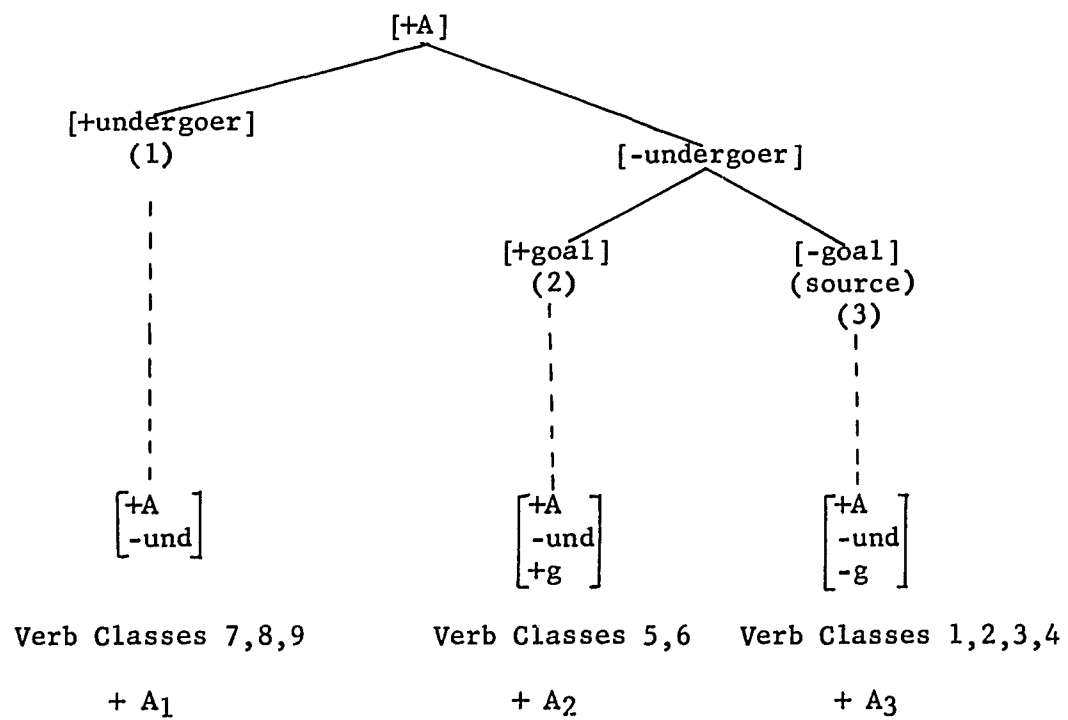 [+A]
[+undergoer]
(1)
[-undergoer]
[+goal]
(2)
[-goal]
(source)
(3)
[+A
-und]
[+A
-und
+g]
[+A
-und
-g]
Verb Classes 7,8,9
Verb Classes 5,6
Verb Classes 1,2,3,4
+ A1
+ A2
+ A3